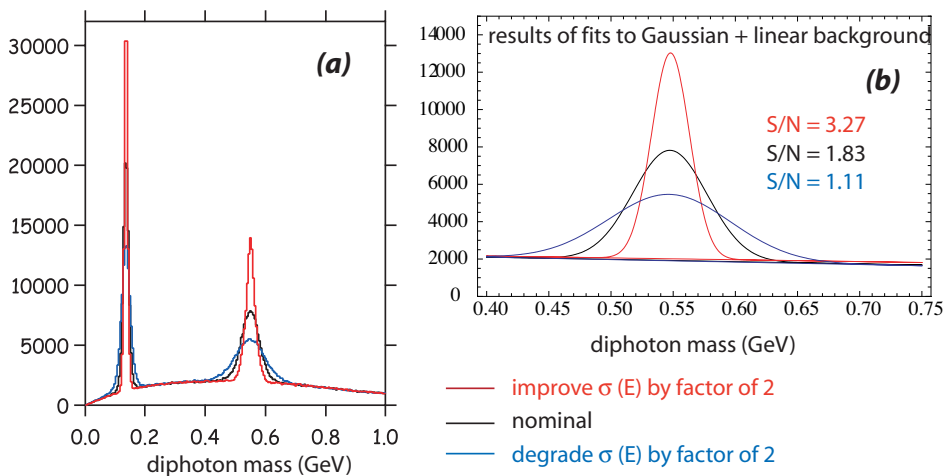 (a)
30000
25000
20000
15000
10000
5000
0
0.0 0.2 0.4 0.6 0.8 1.0
diphoton mass (GeV)
results of fits to Gaussian + linear background
(b)
S/N = 3.27
S/N = 1.83
S/N = 1.11
14000
12000
10000
8000
6000
4000
2000
0
0.40 0.45 0.50 0.55 0.60 0.65 0.70 0.75
diphoton mass (GeV)
improve σ (E) by factor of 2
nominal
degrade σ (E) by factor of 2